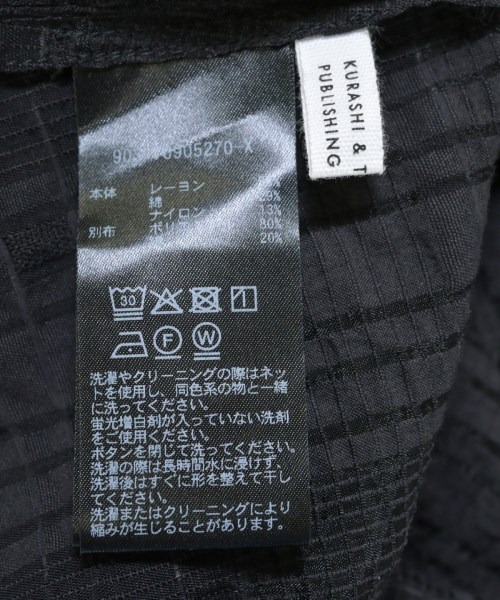 KURASHI & T
PUBLISHING
905270-X
本体 レーヨン
綿 23%
ナイロン 13%
別布 80%
20%
30
F W
洗濯やクリーニングの際はネッ
トを使用し、同色系の物と一緒
に洗ってください。
蛍光増白剤が入っていない洗剤
をご使用ください。
ボタンを閉じて洗ってください。
洗濯の際は長時間水に浸けず、
洗濯後はすぐに形を整えて干し
てください。
洗濯またはクリーニングにより
縮みが生じることがあります。